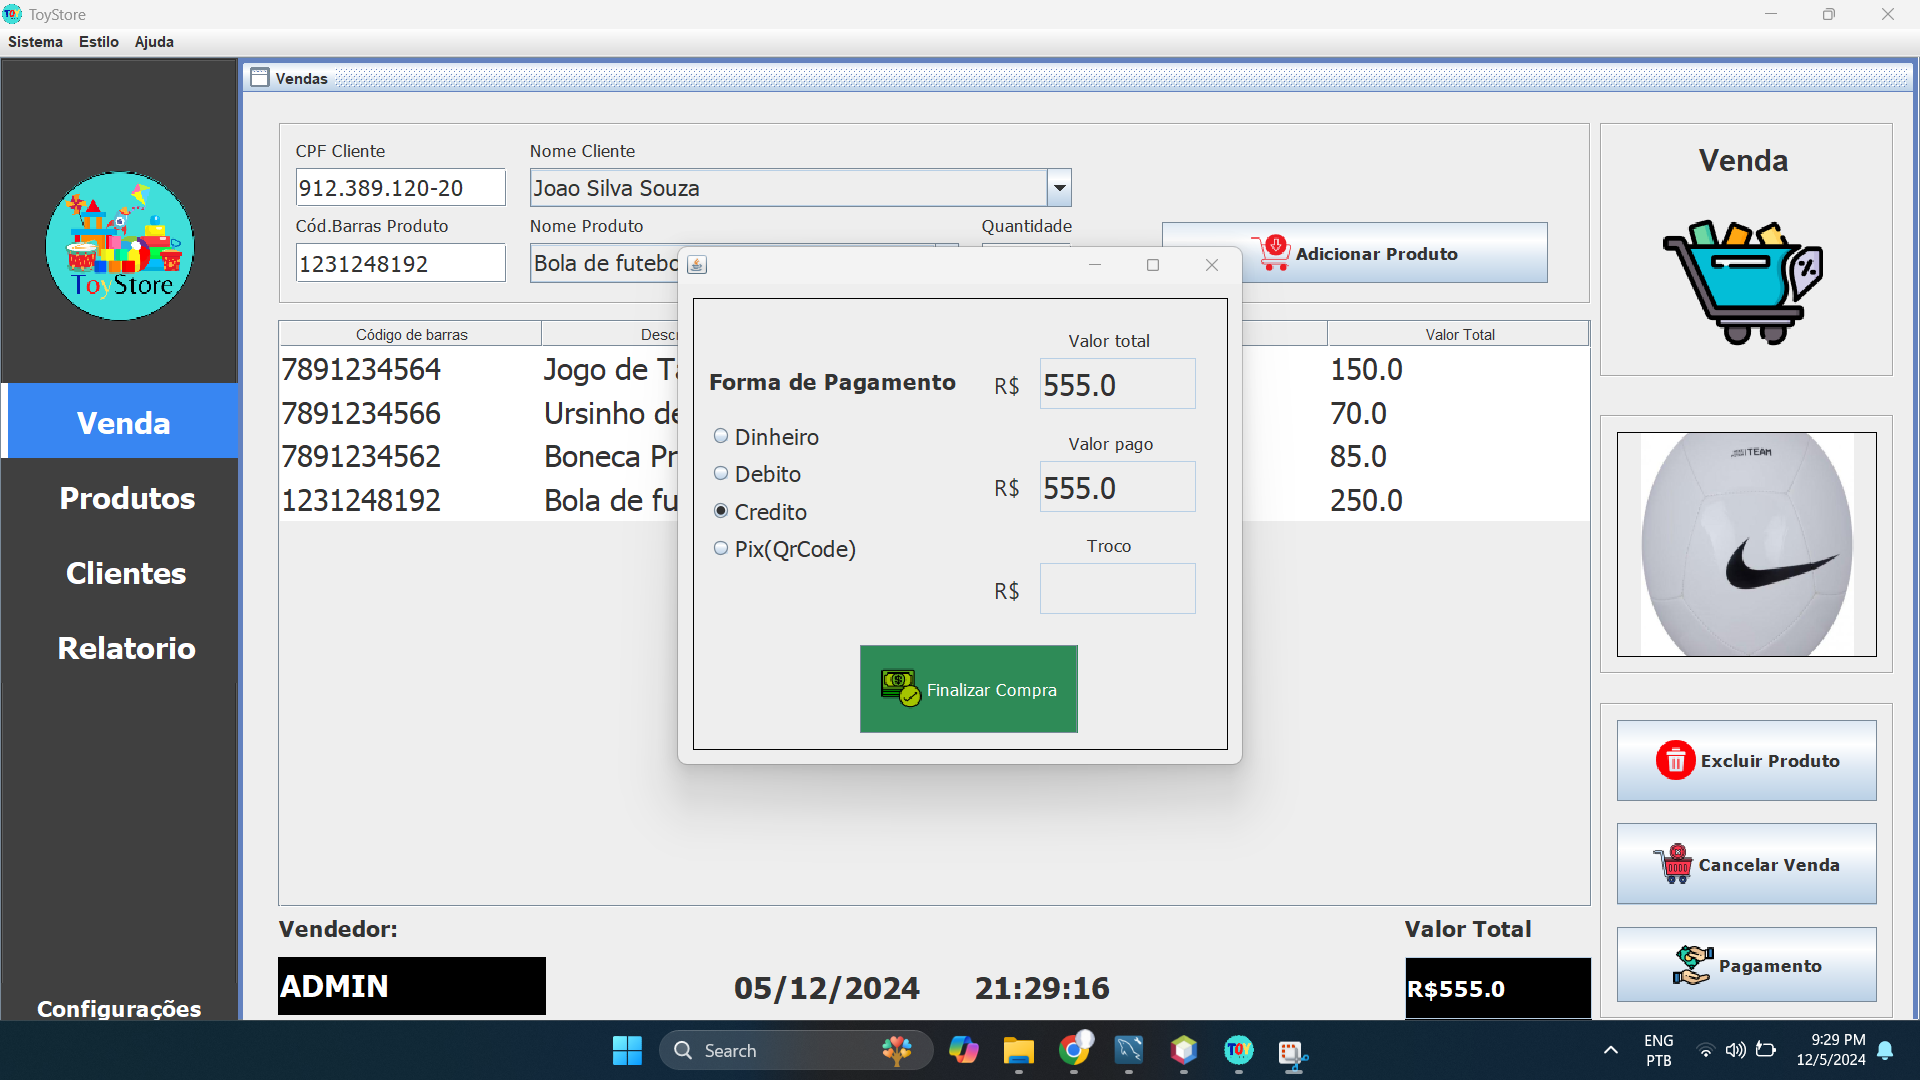 ToyStore
Sistema Estilo Ajuda
Vendas
CPF Cliente
Nome Cliente
912.389.120-20
Joao Silva Souza
Cód.Barras Produto
Nome Produto
Quantidade
1231248192
Bola de futebo
Adicionar Produto
Venda
ToyStore
Código de barras
Descr
Valor Total
7891234564 Jogo de Ta 150.0
7891234566 Ursinho de 70.0
7891234562 Boneca Pr 85.0
1231248192 Bola de fu 250.0
Venda
Produtos
Clientes
Relatorio
Configurações
Forma de Pagamento
Dinheiro
Debito
Credito
Pix(QrCode)
Valor total
R$ 555.0
Valor pago
R$ 555.0
Troco
R$
Finalizar Compra
TEAM
Excluir Produto
Cancelar Venda
Pagamento
Vendedor:
ADMIN
05/12/2024 21:29:16
Valor Total
R$555.0
Search
TOY
ENG
PTB
9:29 PM
12/5/2024